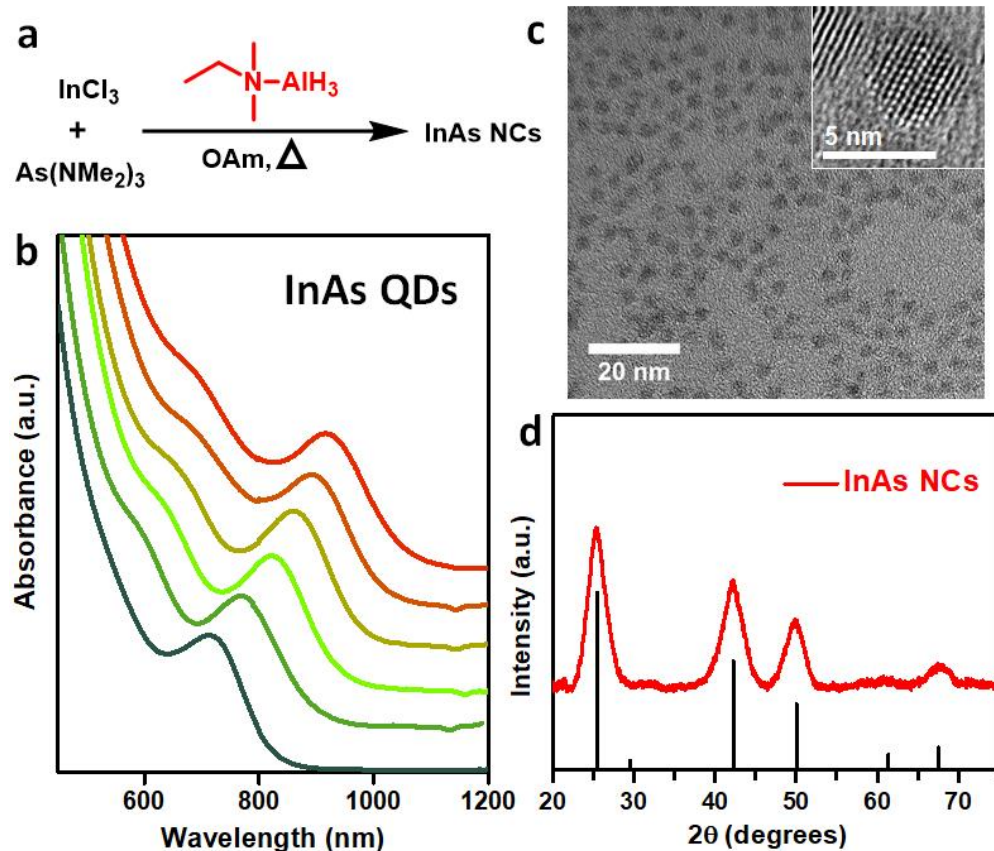 a
InCl₃
+
As(NMe₂)₃
N
AlH₃
OAm, Δ
InAs NCs
b
InAs QDs
Absorbance (a.u.)
600
800
1000
1200
Wavelength (nm)
c
5 nm
20 nm
d
InAs NCs
Intensity (a.u.)
20
30
40
50
60
70
2θ (degrees)